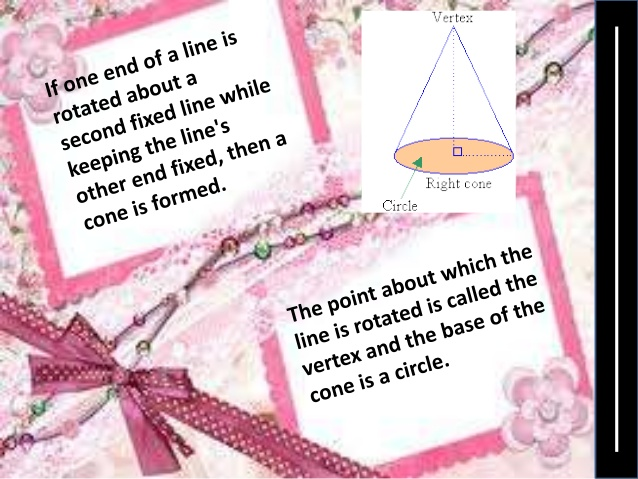 If one end of a line is
rotated about a
second fixed line while
keeping the line's
other end fixed, then a
cone is formed.
Vertex
Right cone
Circle
The point about which the
line is rotated is called the
vertex and the base of the
cone is a circle.